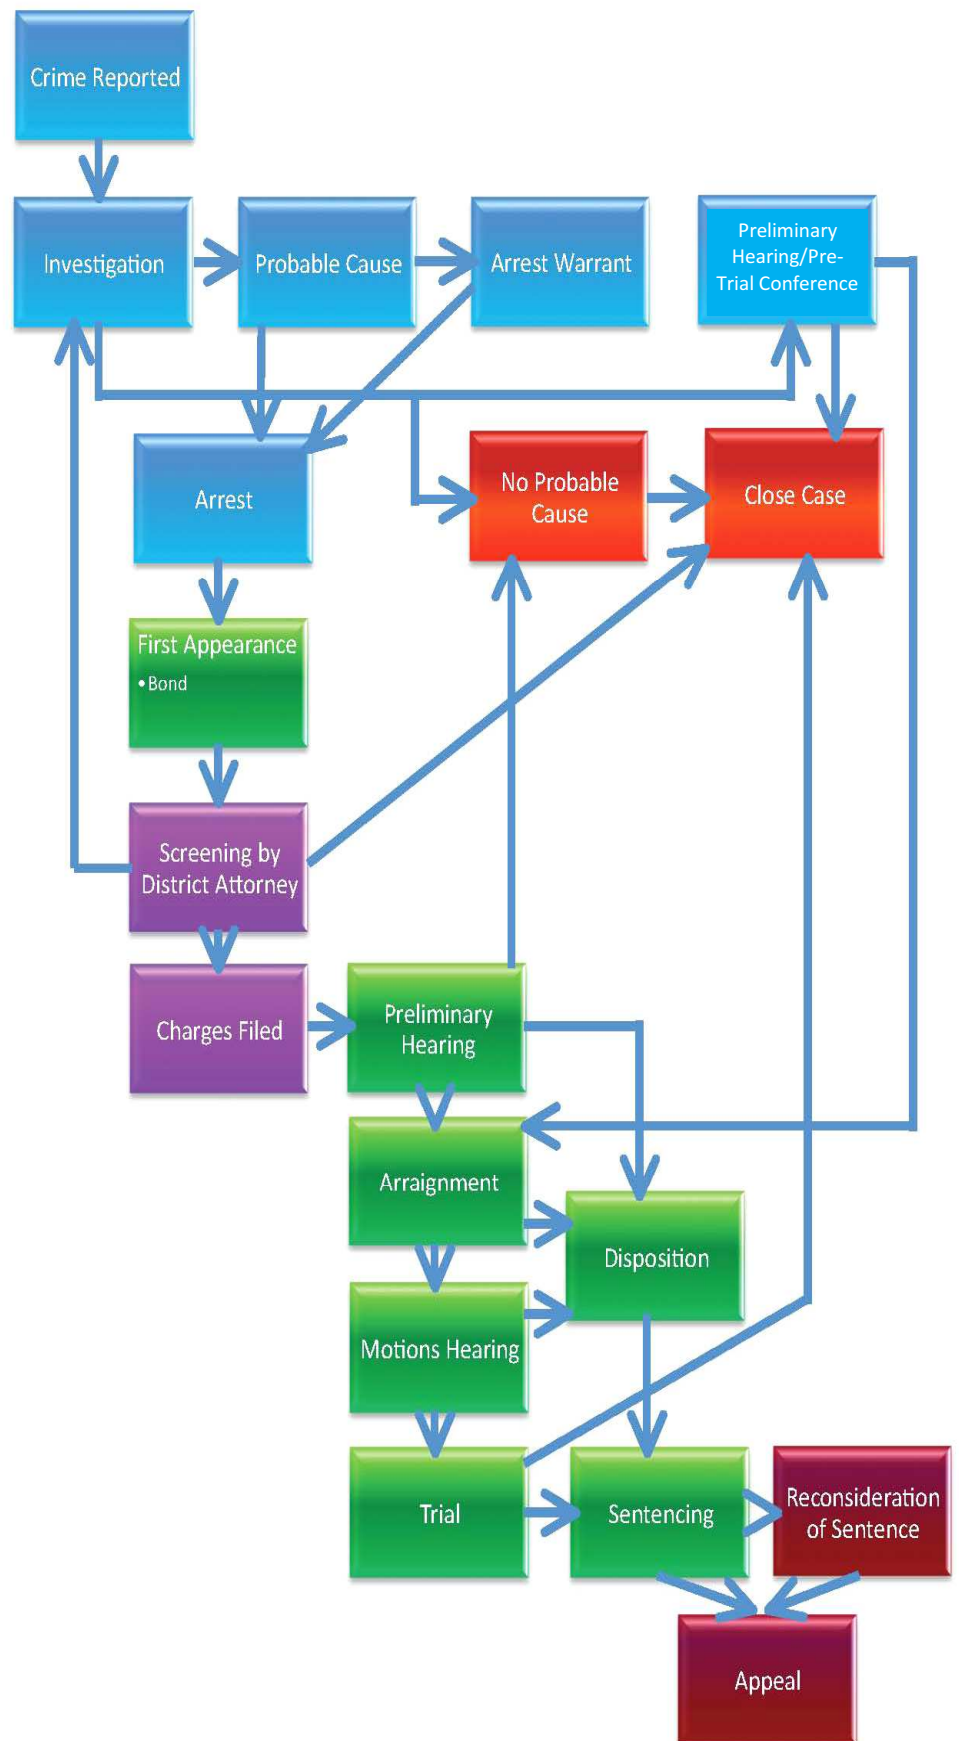 Crime Reported
Investigation
Probable Cause
Arrest Warrant
Preliminary
Hearing/Pre-
Trial Conference
Arrest
No Probable
Cause
Close Case
First Appearance
• Bond
Screening by
District Attorney
Charges Filed
Preliminary
Hearing
Arraignment
Disposition
Motions Hearing
Trial
Sentencing
Reconsideration
of Sentence
Appeal